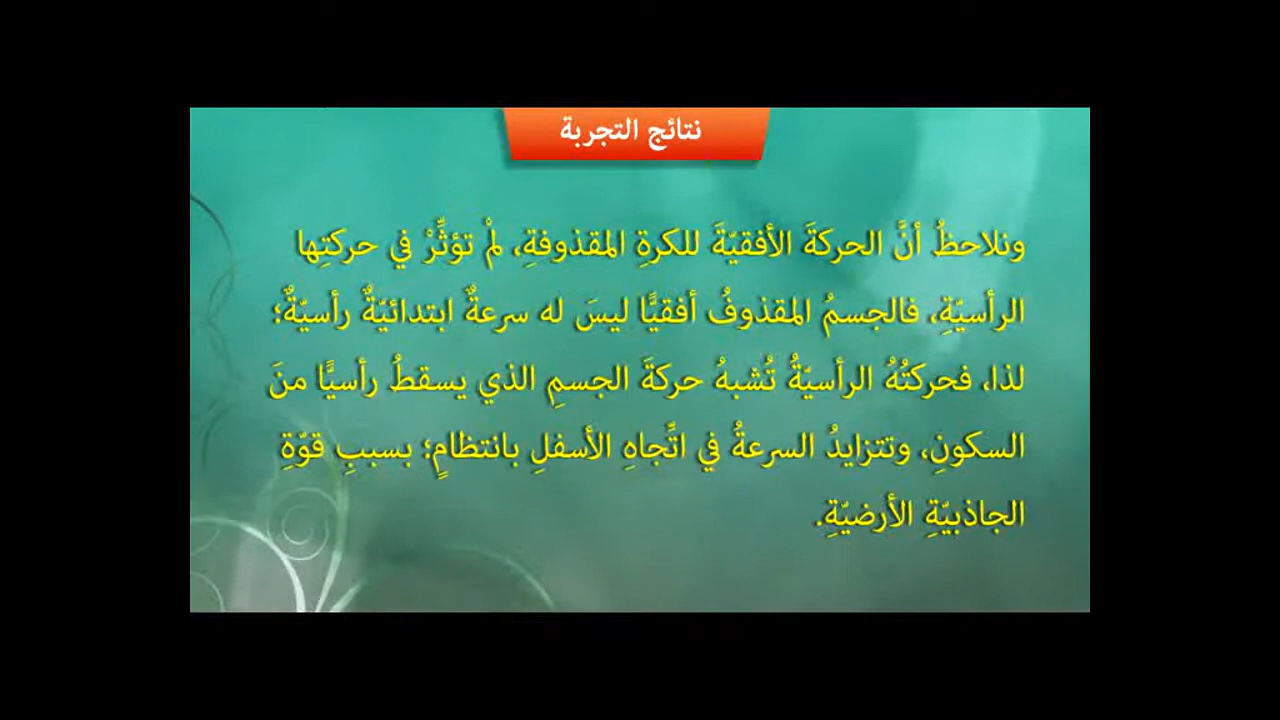 نتائج التجربة
ونلاحظُ أنَّ الحركةَ الأفقيّةَ للكرةِ المقذوفةِ، لمْ تؤثِّرْ في حركتِها
الرأسيّةِ، فالجسمُ المقذوفُ أفقيًّا ليسَ له سرعةٌ ابتدائيّةٌ رأسيّةٌ؛
لذا، فحركتُهُ الرأسيّةُ تُشبهُ حركةَ الجسمِ الذي يسقطُ رأسيًّا منَ
السكونِ، وتتزايدُ السرعةُ في اتِّجاهِ الأسفلِ بانتظامٍ؛ بسببِ قوّةِ
الجاذبيّةِ الأرضيّةِ.